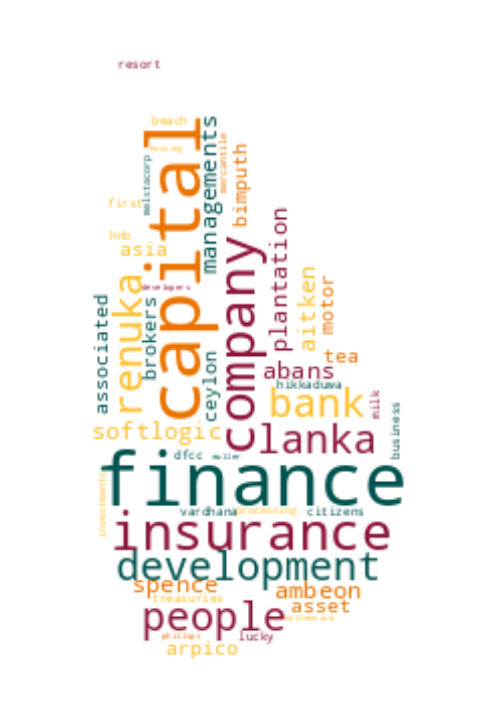 resort
beach
capital
managements
housing
mercantile
melstacorp
bimputh
first
plantation
hnb
asia
company
developers
renuka
aitken
motor
associated
brokers
ceylon
tea
abans
hikkaduwa
bank
milk
business
softlogic
lanka
finance
dfcc
muller
investments
vardhana
processing
citizens
insurance
development
spence
ambeon
treasuries
asset
people
millennium
phillips
lucky
arpico